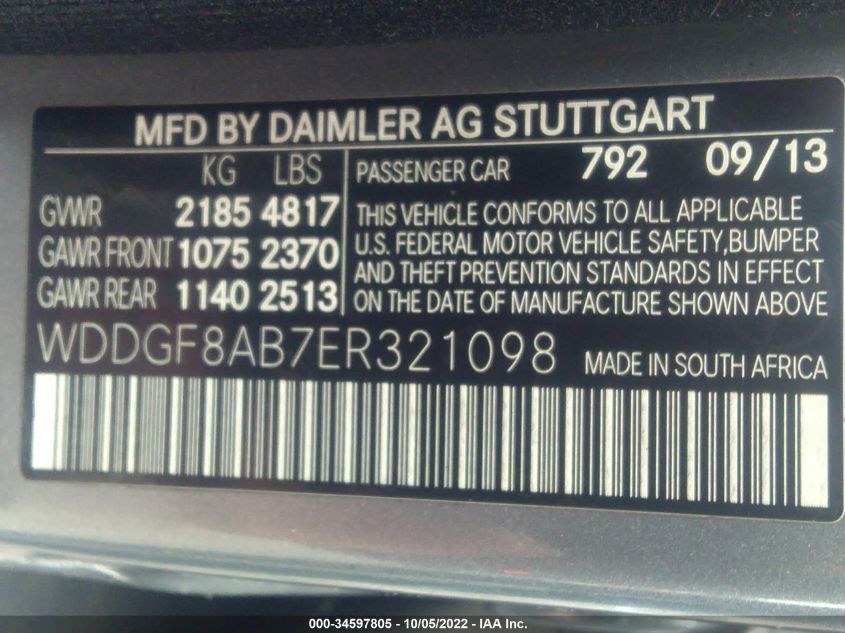 MFD BY DAIMLER AG STUTTGART
KG LBS
GVWR 2185 4817
GAWR FRONT 1075 2370
GAWR REAR 1140 2513
PASSENGER CAR 792 09/13
THIS VEHICLE CONFORMS TO ALL APPLICABLE
U.S. FEDERAL MOTOR VEHICLE SAFETY,BUMPER
AND THEFT PREVENTION STANDARDS IN EFFECT
ON THE DATE OF MANUFACTURE SHOWN ABOVE
WDDGF8AB7ER321098 MADE IN SOUTH AFRICA
000-34597805 - 10/05/2022 - IAA Inc.